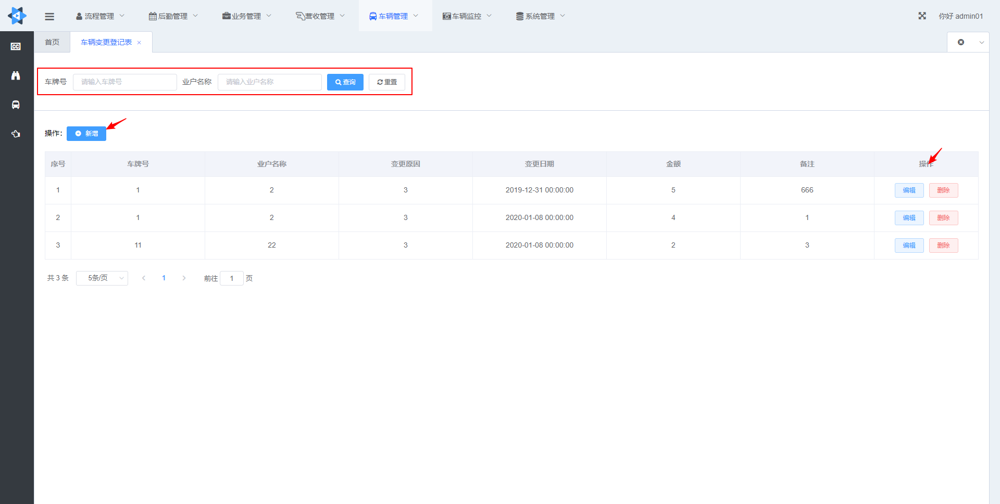 流程管理 后勤管理 业务管理 营收管理 车辆管理 车辆监控 系统管理 你好 admin01
首页 车辆变更登记表
车牌号 请输入车牌号 业户名称 请输入业户名称 查询 重置
操作: 新增
序号 车牌号 业户名称 变更原因 变更日期 金额 备注 操作
1 1 2 3 2019-12-31 00:00:00 5 666 编辑 删除
2 1 2 3 2020-01-08 00:00:00 4 1 编辑 删除
3 11 22 3 2020-01-08 00:00:00 2 3 编辑 删除
共 3 条 5条/页 1 前往 1 页